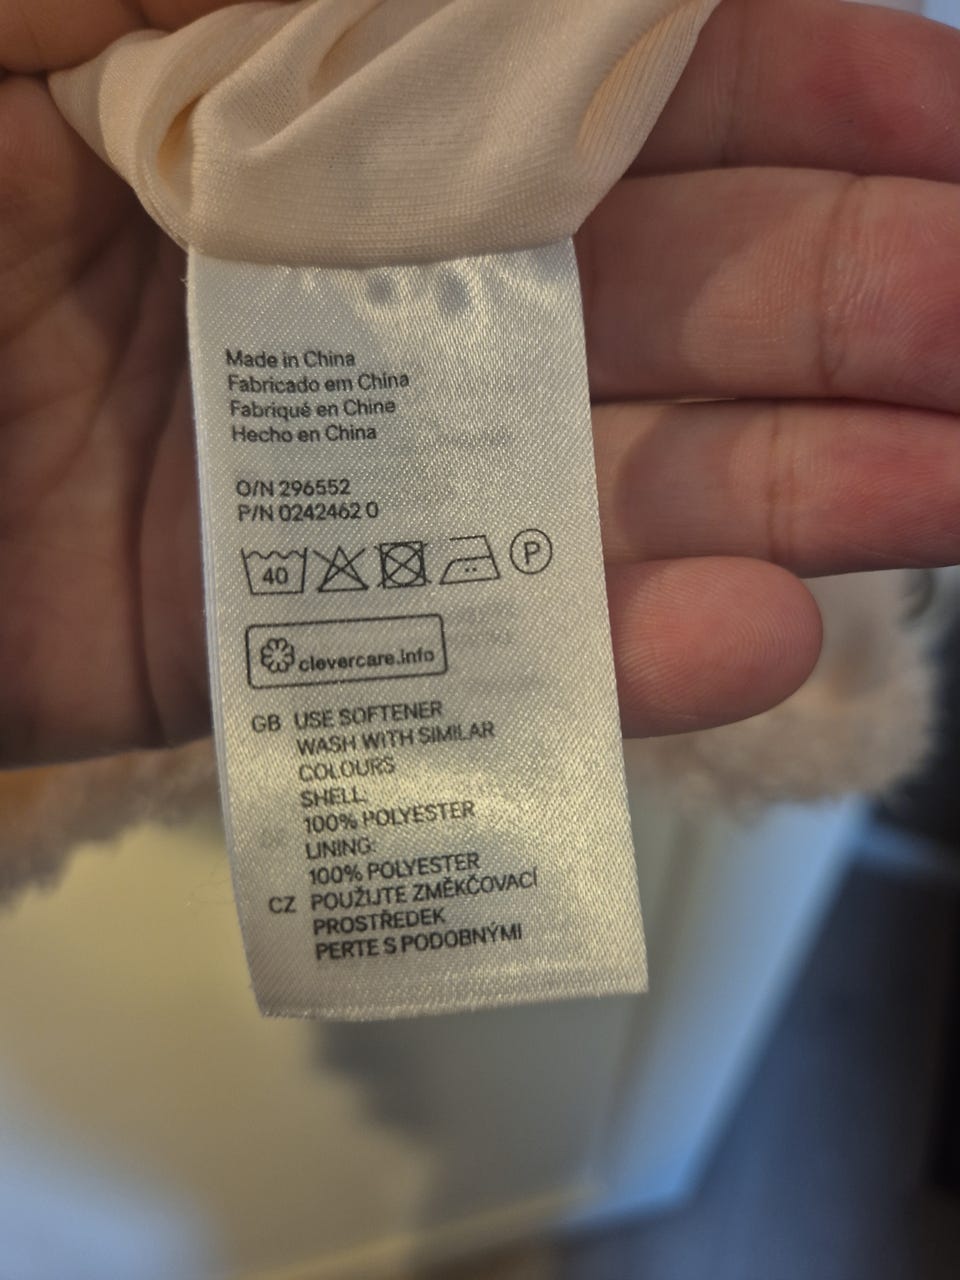 Made in China
Fabricado em China
Fabriqué en Chine
Hecho en China
O/N 296552
P/N 0242462 0
40 P
clevercare.info
GB USE SOFTENER
WASH WITH SIMILAR
COLOURS
SHELL:
100% POLYESTER
LINING:
100% POLYESTER
CZ POUŽIJTE ZMĚKČOVACÍ
PROSTŘEDEK
PERTE S PODOBNÝMI